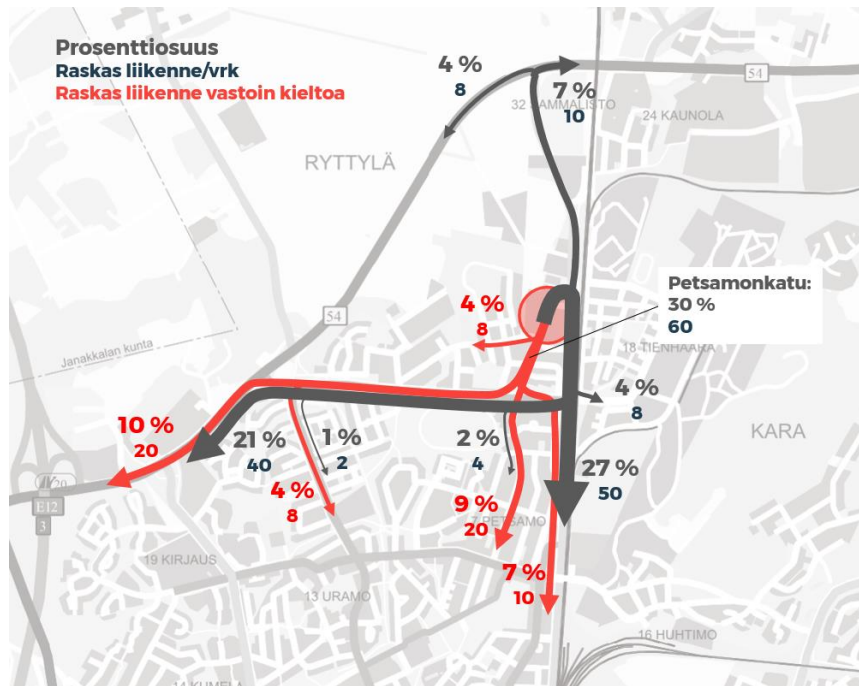 Prosenttiosuus
Raskas liikenne/vrk
Raskas liikenne vastoin kieltoa
4 %
8
54
7 %
32 SAMMALISTO
10
24 KAUNOLA
RYTTYLÄ
Petsamonkatu:
30 %
60
4 %
8
54
18 TIENHAARA
Janakkalan kunta
4 %
8
10 %
20
21 %
40
1 %
2
2 %
4
KARA
27 %
50
4 %
8
9 %
20
E12
3
7 PETSAMO
19 KIRJAUS
7 %
10
13 URAMO
16 HUHTIMO
14 KUMELA